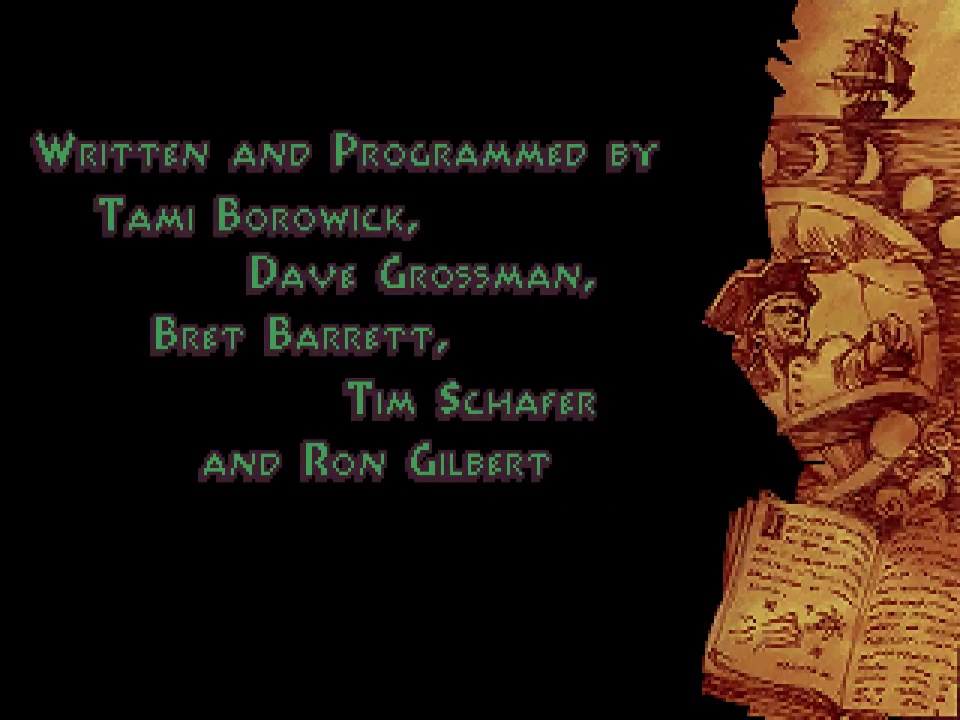 Written and Programmed by
Tami Borowick,
Dave Grossman,
Bret Barrett,
Tim Schafer
and Ron Gilbert